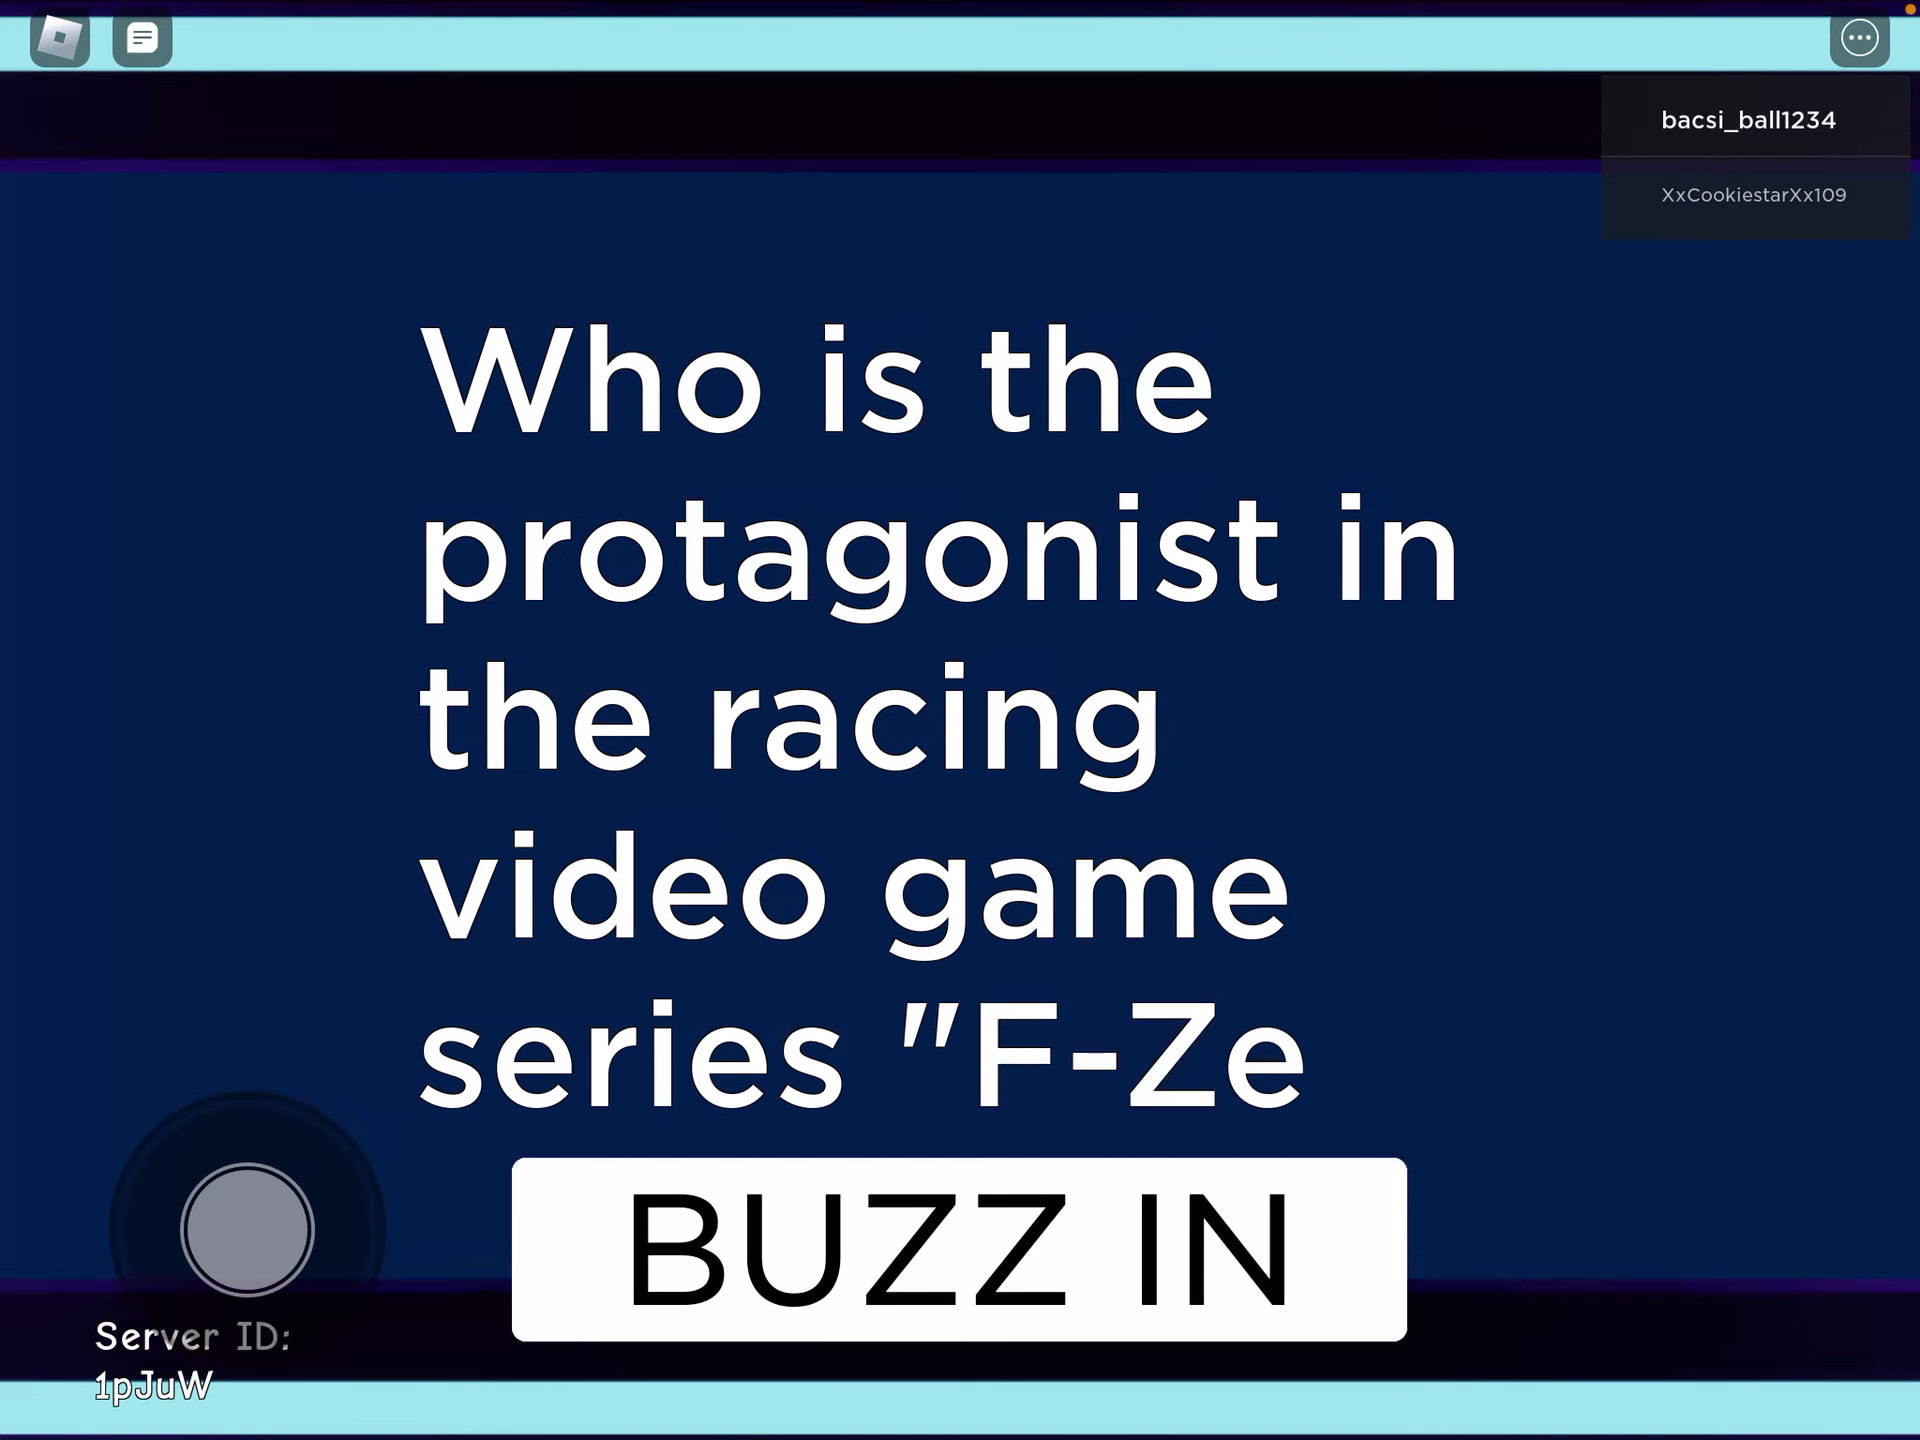 bacsi_ball1234
XxCookiestarXx109
Who is the
protagonist in
the racing
video game
series "F-Ze
BUZZ IN
Server ID:
1pJuW